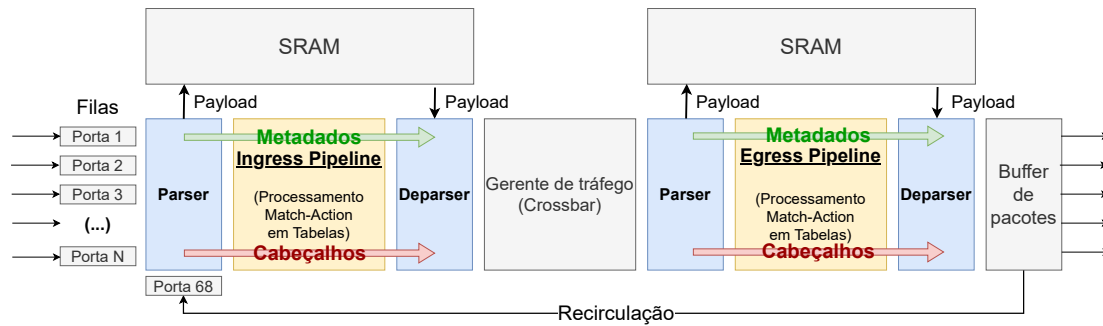 SRAM
SRAM
Payload
Payload
Payload
Payload
Filas
Porta 1
Porta 2
Porta 3
(...)
Porta N
Parser
Metadados
Ingress Pipeline
(Processamento
Match-Action
em Tabelas)
Cabeçalhos
Deparser
Gerente de tráfego
(Crossbar)
Parser
Metadados
Egress Pipeline
(Processamento
Match-Action
em Tabelas)
Cabeçalhos
Deparser
Buffer
de
pacotes
Porta 68
Recirculação